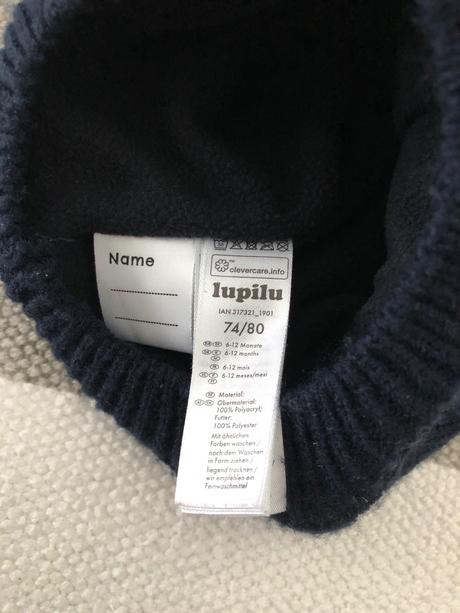 Name
clevercare.info
lupilu
IAN 317321_1901
74/80
6-12 Monate
6-12 months
6-12 mois
6-12 meses/mesi
Material:
Obermaterial:
100% Polyacryl;
Futter:
100% Polyester
Mit ähnlichen
Farben waschen /
nach dem Waschen
in Form ziehen /
liegend trocknen /
wir empfehlen ein
Feinwaschmittel